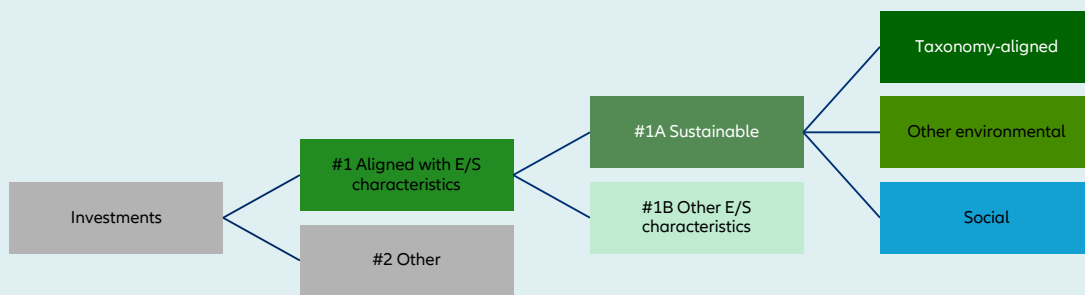 Investments
#1 Aligned with E/S
characteristics
#2 Other
#1A Sustainable
#1B Other E/S
characteristics
Taxonomy-aligned
Other environmental
Social